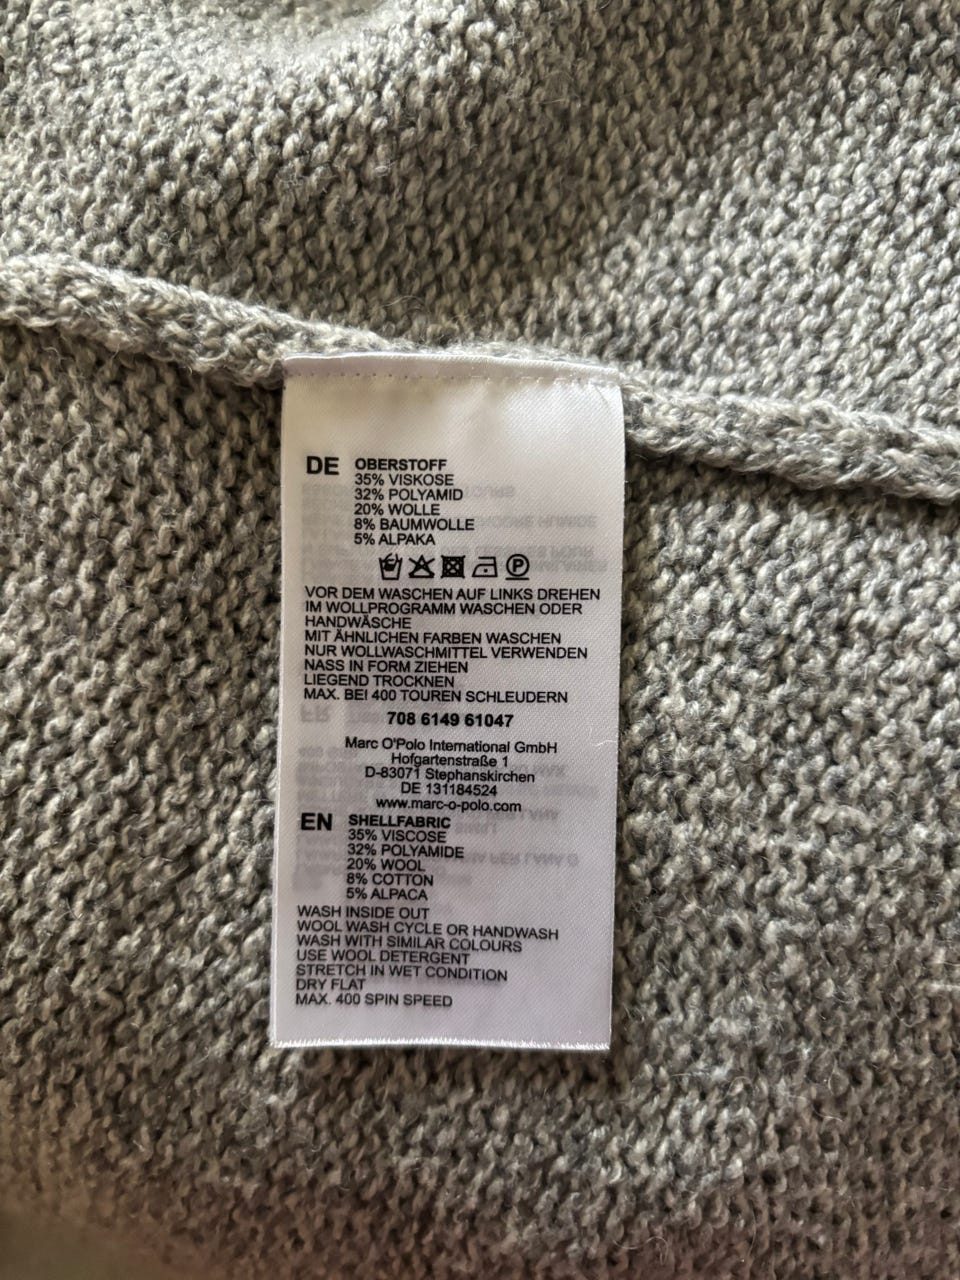 DE OBERSTOFF
35% VISKOSE
32% POLYAMID
20% WOLLE
8% BAUMWOLLE
5% ALPAKA
P
VOR DEM WASCHEN AUF LINKS DREHEN
IM WOLLPROGRAMM WASCHEN ODER
HANDWÄSCHE
MIT ÄHNLICHEN FARBEN WASCHEN
NUR WOLLWASCHMITTEL VERWENDEN
NASS IN FORM ZIEHEN
LIEGEND TROCKNEN
MAX. BEI 400 TOUREN SCHLEUDERN
708 6149 61047
Marc O'Polo International GmbH
Hofgartenstraße 1
D-83071 Stephanskirchen
DE 131184524
www.marc-o-polo.com
EN SHELLFABRIC
35% VISCOSE
32% POLYAMIDE
20% WOOL
8% COTTON
5% ALPACA
WASH INSIDE OUT
WOOL WASH CYCLE OR HANDWASH
WASH WITH SIMILAR COLOURS
USE WOOL DETERGENT
STRETCH IN WET CONDITION
DRY FLAT
MAX. 400 SPIN SPEED